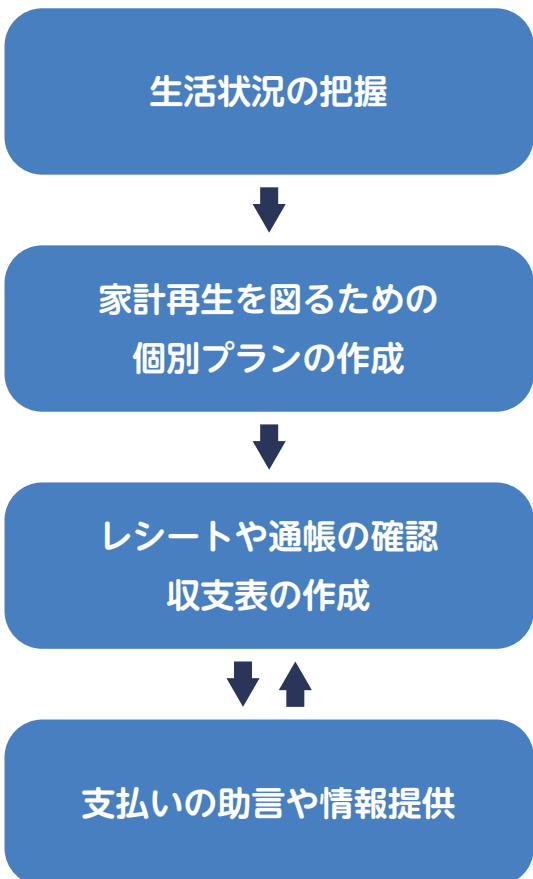 生活状況の把握
家計再生を図るための
個別プランの作成
レシートや通帳の確認
収支表の作成
支払いの助言や情報提供